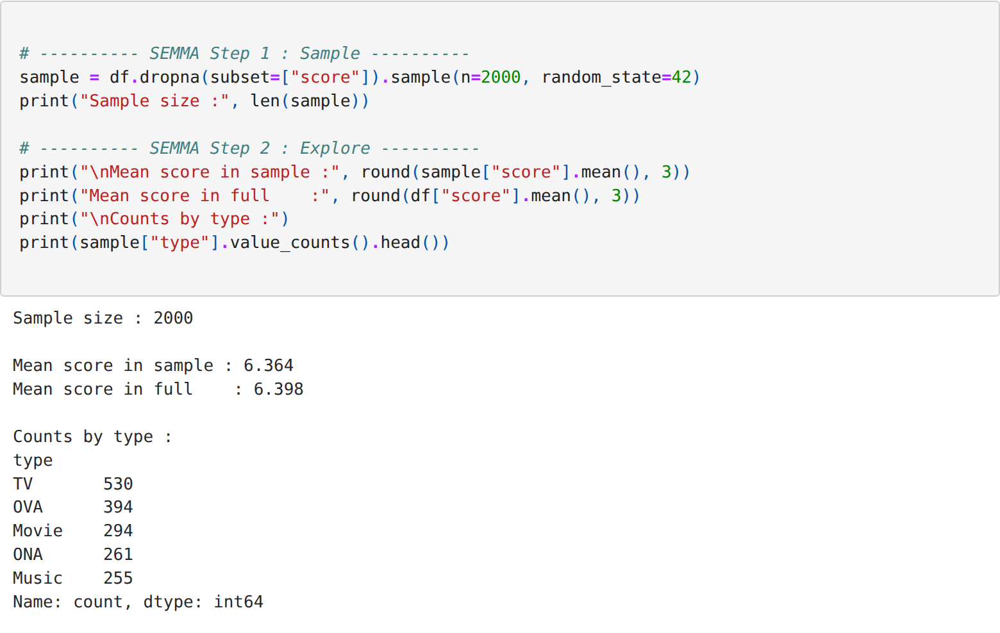 # ---------- SEMMA Step 1 : Sample ----------
sample = df.dropna(subset=["score"]).sample(n=2000, random_state=42)
print("Sample size :", len(sample))
# ---------- SEMMA Step 2 : Explore ----------
print("\nMean score in sample :", round(sample["score"].mean(), 3))
print("Mean score in full    :", round(df["score"].mean(), 3))
print("\nCounts by type :")
print(sample["type"].value_counts().head())
Sample size : 2000
Mean score in sample : 6.364
Mean score in full    : 6.398
Counts by type :
type
TV       530
OVA      394
Movie    294
ONA      261
Music    255
Name: count, dtype: int64